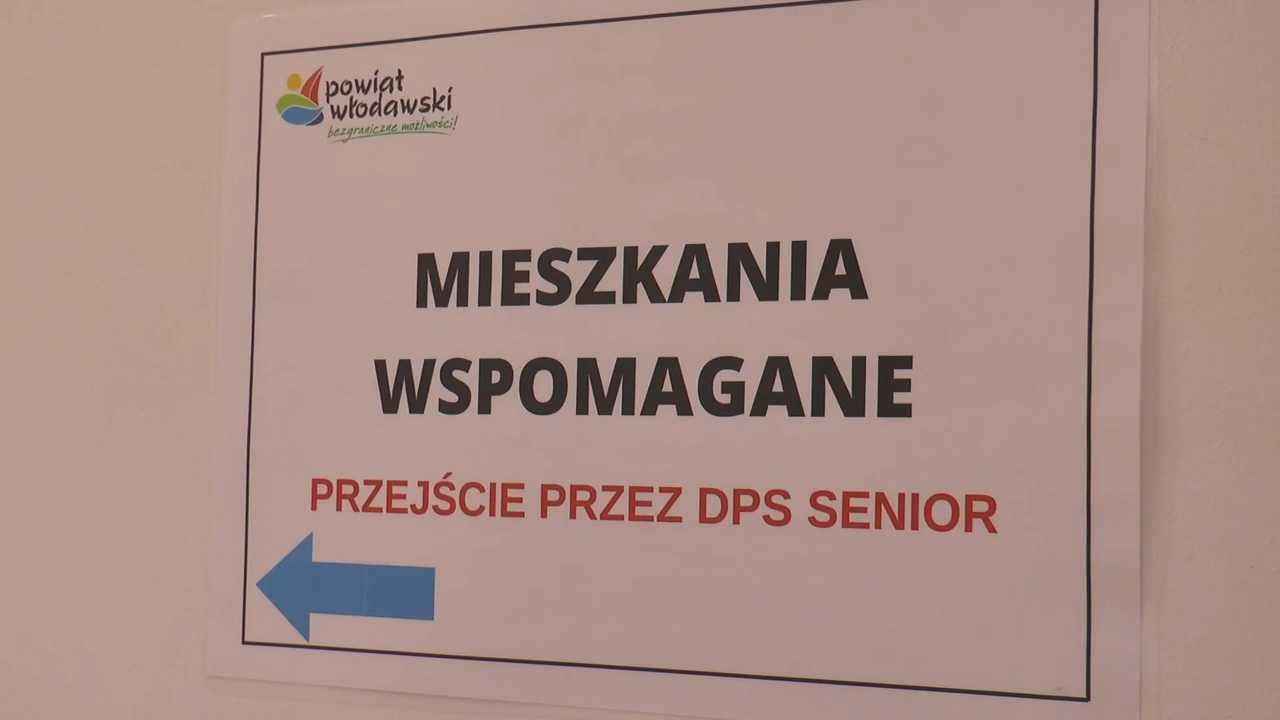 powiat
włodawski
bezgraniczne możliwości!
MIESZKANIA
WSPOMAGANE
PRZEJŚCIE PRZEZ DPS SENIOR